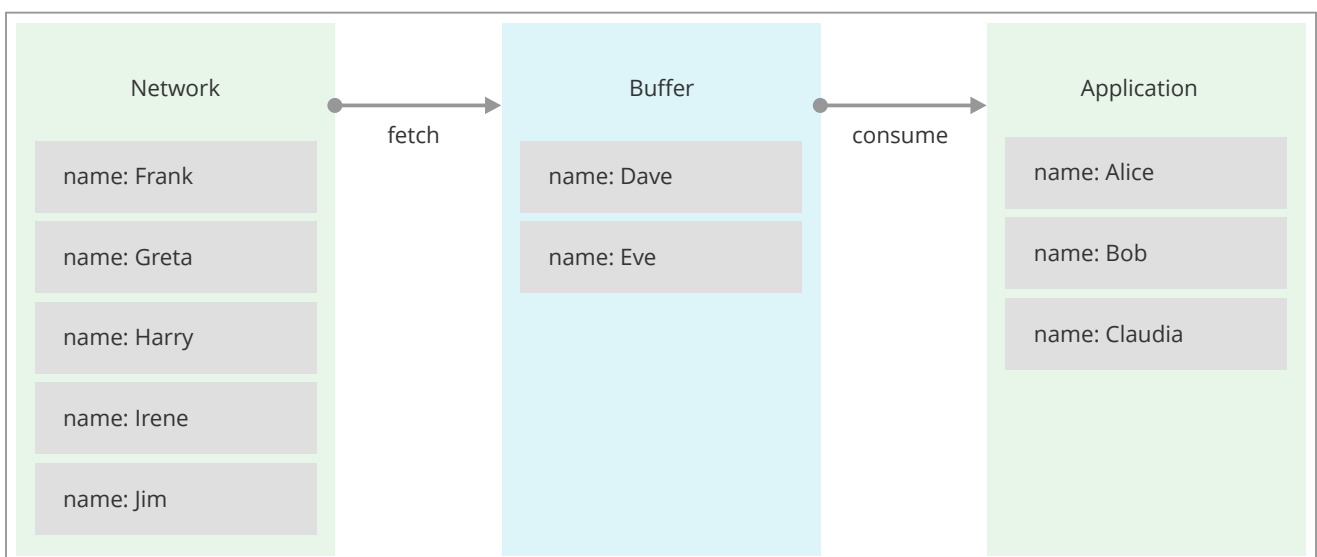 Network
fetch
name: Frank
name: Greta
name: Harry
name: Irene
name: Jim
Buffer
consume
name: Dave
name: Eve
Application
name: Alice
name: Bob
name: Claudia